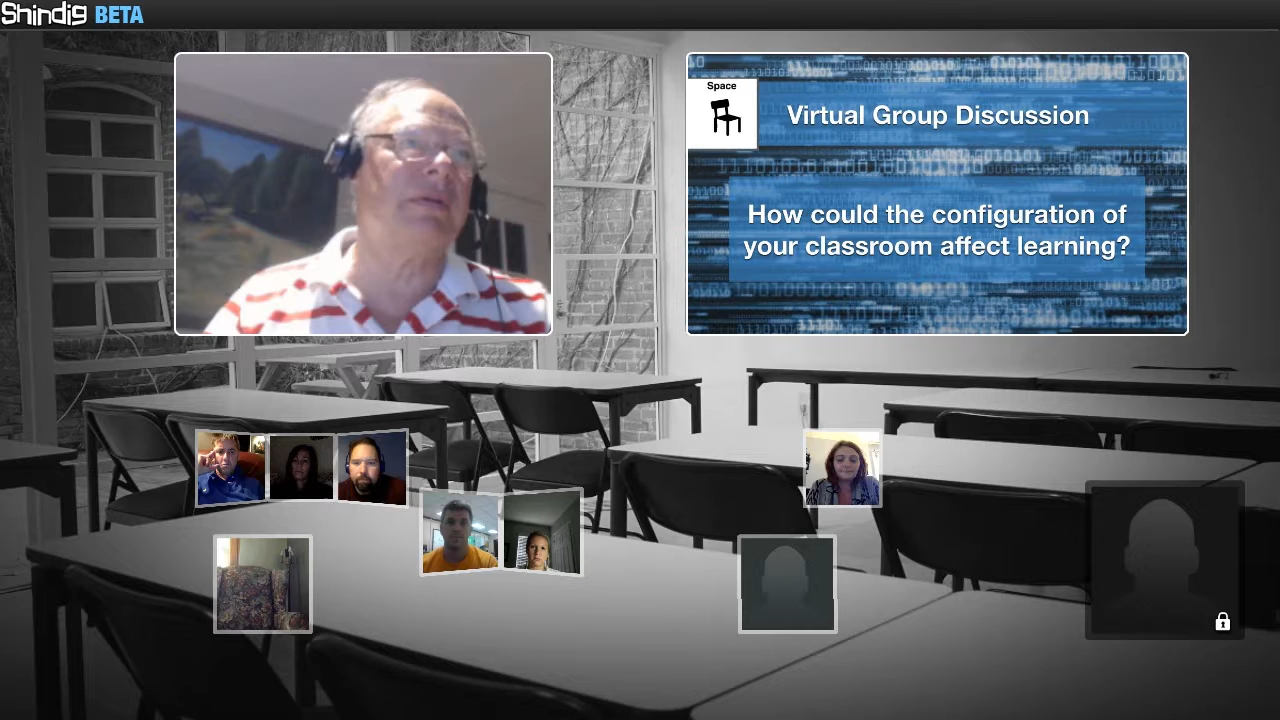 Shindig BETA
Space
Virtual Group Discussion
How could the configuration of
your classroom affect learning?